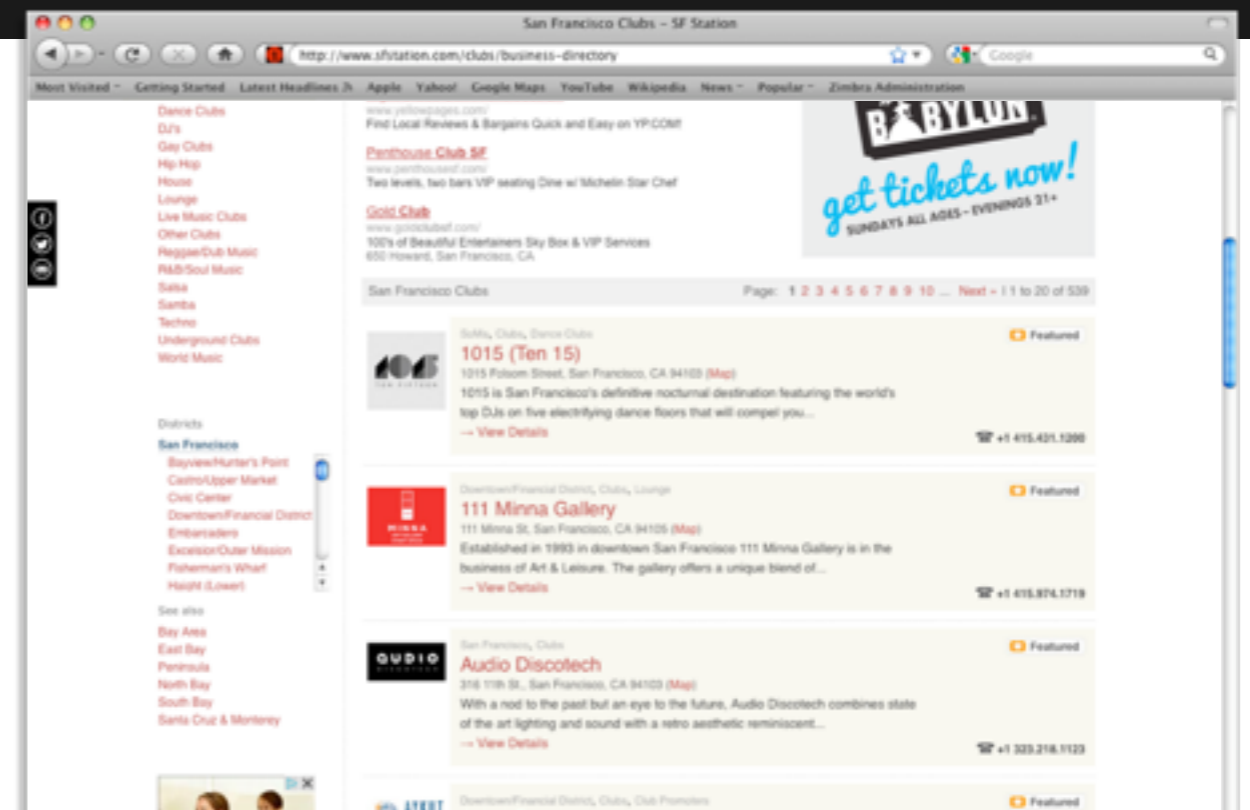 San Francisco Clubs – SF Station
http://www.sfstation.com/clubs/business-directory
Google
Most Visited
Getting Started
Latest Headlines
Apple
Yahoo!
Google Maps
YouTube
Wikipedia
News
Popular
Zimbra Administration
Dance Clubs
DJ's
Gay Clubs
Hip Hop
House
Lounge
Live Music Clubs
Other Clubs
Reggae/Dub Music
R&B/Soul Music
Salsa
Samba
Techno
Underground Clubs
World Music
Districts
San Francisco
Bayview/Hunter's Point
Castro/Upper Market
Civic Center
Downtown/Financial District
Embarcadero
Excelsior/Outer Mission
Fisherman's Wharf
Haight (Lower)
See also
Bay Area
East Bay
Peninsula
North Bay
South Bay
Santa Cruz & Monterey
www.yellowpages.com/
Find Local Reviews & Bargains Quick and Easy on YP.COM!
Penthouse Club SF
www.penthousesf.com/
Two levels, two bars VIP seating Dine w/ Michelin Star Chef
Gold Club
www.goldclubsf.com/
100's of Beautiful Entertainers Sky Box & VIP Services
650 Howard, San Francisco, CA
BABYLON
get tickets now!
SUNDAYS ALL AGES – EVENINGS 21+
San Francisco Clubs
Page: 1 2 3 4 5 6 7 8 9 10 ... Next » | 1 to 20 of 539
1015
TEN FIFTEEN
SoMa, Clubs, Dance Clubs
Featured
1015 (Ten 15)
1015 Folsom Street, San Francisco, CA 94103 (Map)
1015 is San Francisco's definitive nocturnal destination featuring the world's
top DJs on five electrifying dance floors that will compel you...
→ View Details
+1 415.431.1200
MINNA
Downtown/Financial District, Clubs, Lounge
Featured
111 Minna Gallery
111 Minna St, San Francisco, CA 94105 (Map)
Established in 1993 in downtown San Francisco 111 Minna Gallery is in the
business of Art & Leisure. The gallery offers a unique blend of...
→ View Details
+1 415.974.1719
AUDIO
San Francisco, Clubs
Featured
Audio Discotech
316 11th St., San Francisco, CA 94103 (Map)
With a nod to the past but an eye to the future, Audio Discotech combines state
of the art lighting and sound with a retro aesthetic reminiscent...
→ View Details
+1 323.218.1123
Downtown/Financial District, Clubs, Club Promoters
Featured